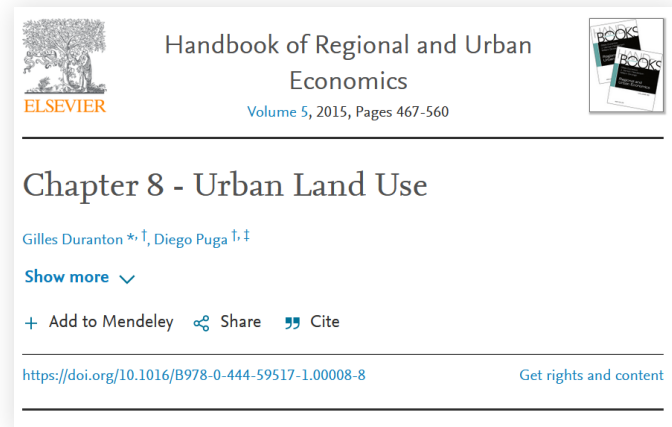 Handbook of Regional and Urban
Economics
Volume 5, 2015, Pages 467-560
ELSEVIER
Chapter 8 - Urban Land Use
Gilles Duranton *, †, Diego Puga †, ‡
Show more
+ Add to Mendeley Share Cite
https://doi.org/10.1016/B978-0-444-59517-1.00008-8 Get rights and content